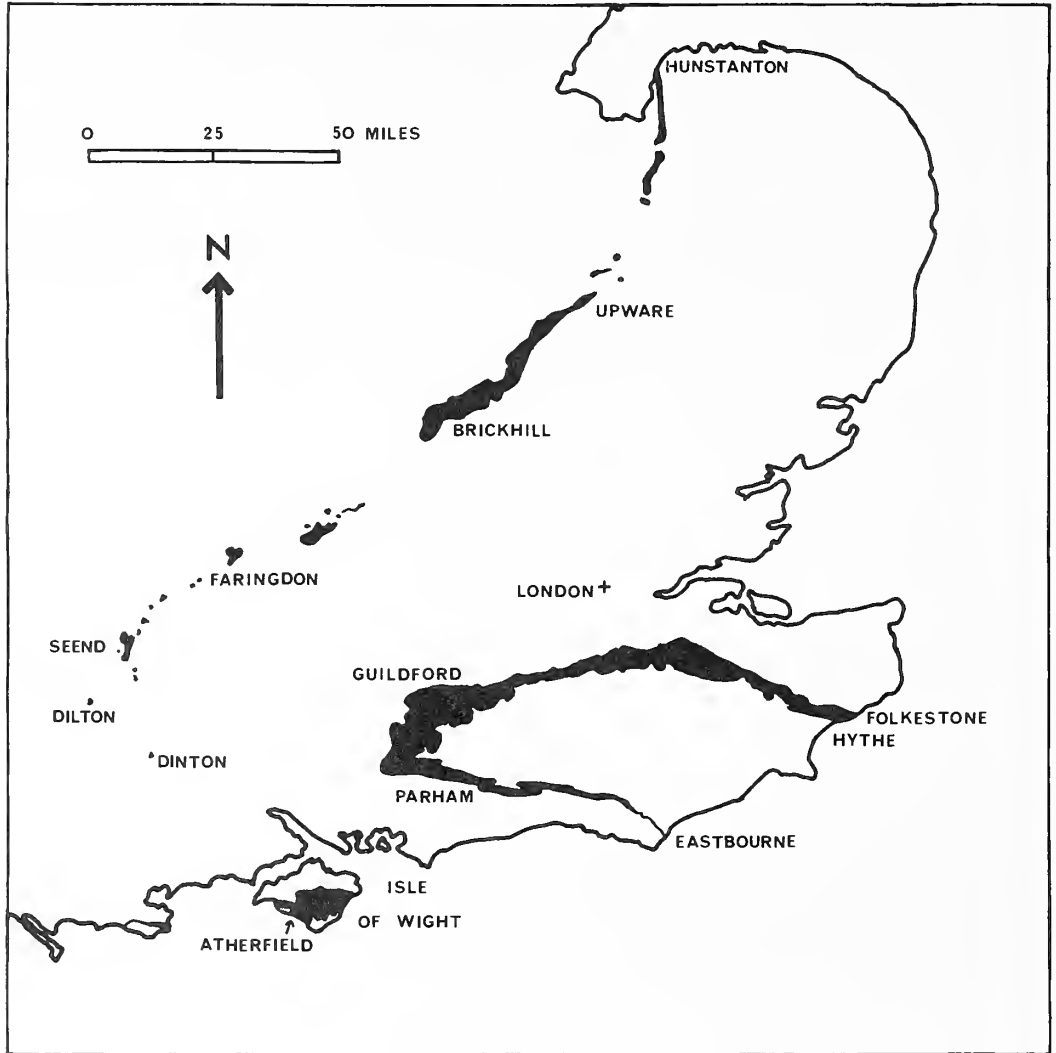 HUNSTANTON
0 25 50 MILES
N
UPWARE
BRICKHILL
FARINGDON
LONDON+
SEEND
GUILDFORD
DILTON
FOLKESTONE
HYTHE
DINTON
PARHAM
EASTBOURNE
ISLE
OF WIGHT
ATHERFIELD